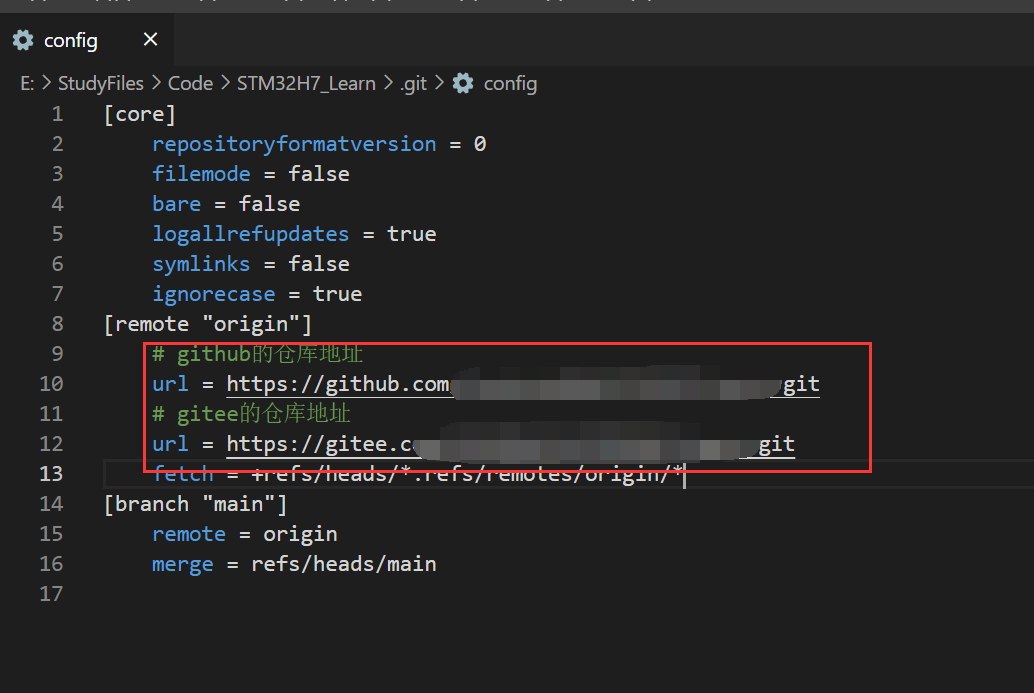 config
E: > StudyFiles > Code > STM32H7_Learn > .git > config
1 [core]
2 repositoryformatversion = 0
3 filemode = false
4 bare = false
5 logallrefupdates = true
6 symlinks = false
7 ignorecase = true
8 [remote "origin"]
9 # github的仓库地址
10 url = https://github.com git
11 # gitee的仓库地址
12 url = https://gitee.c git
13 fetch = +refs/heads/*:refs/remotes/origin/*
14 [branch "main"]
15 remote = origin
16 merge = refs/heads/main
17